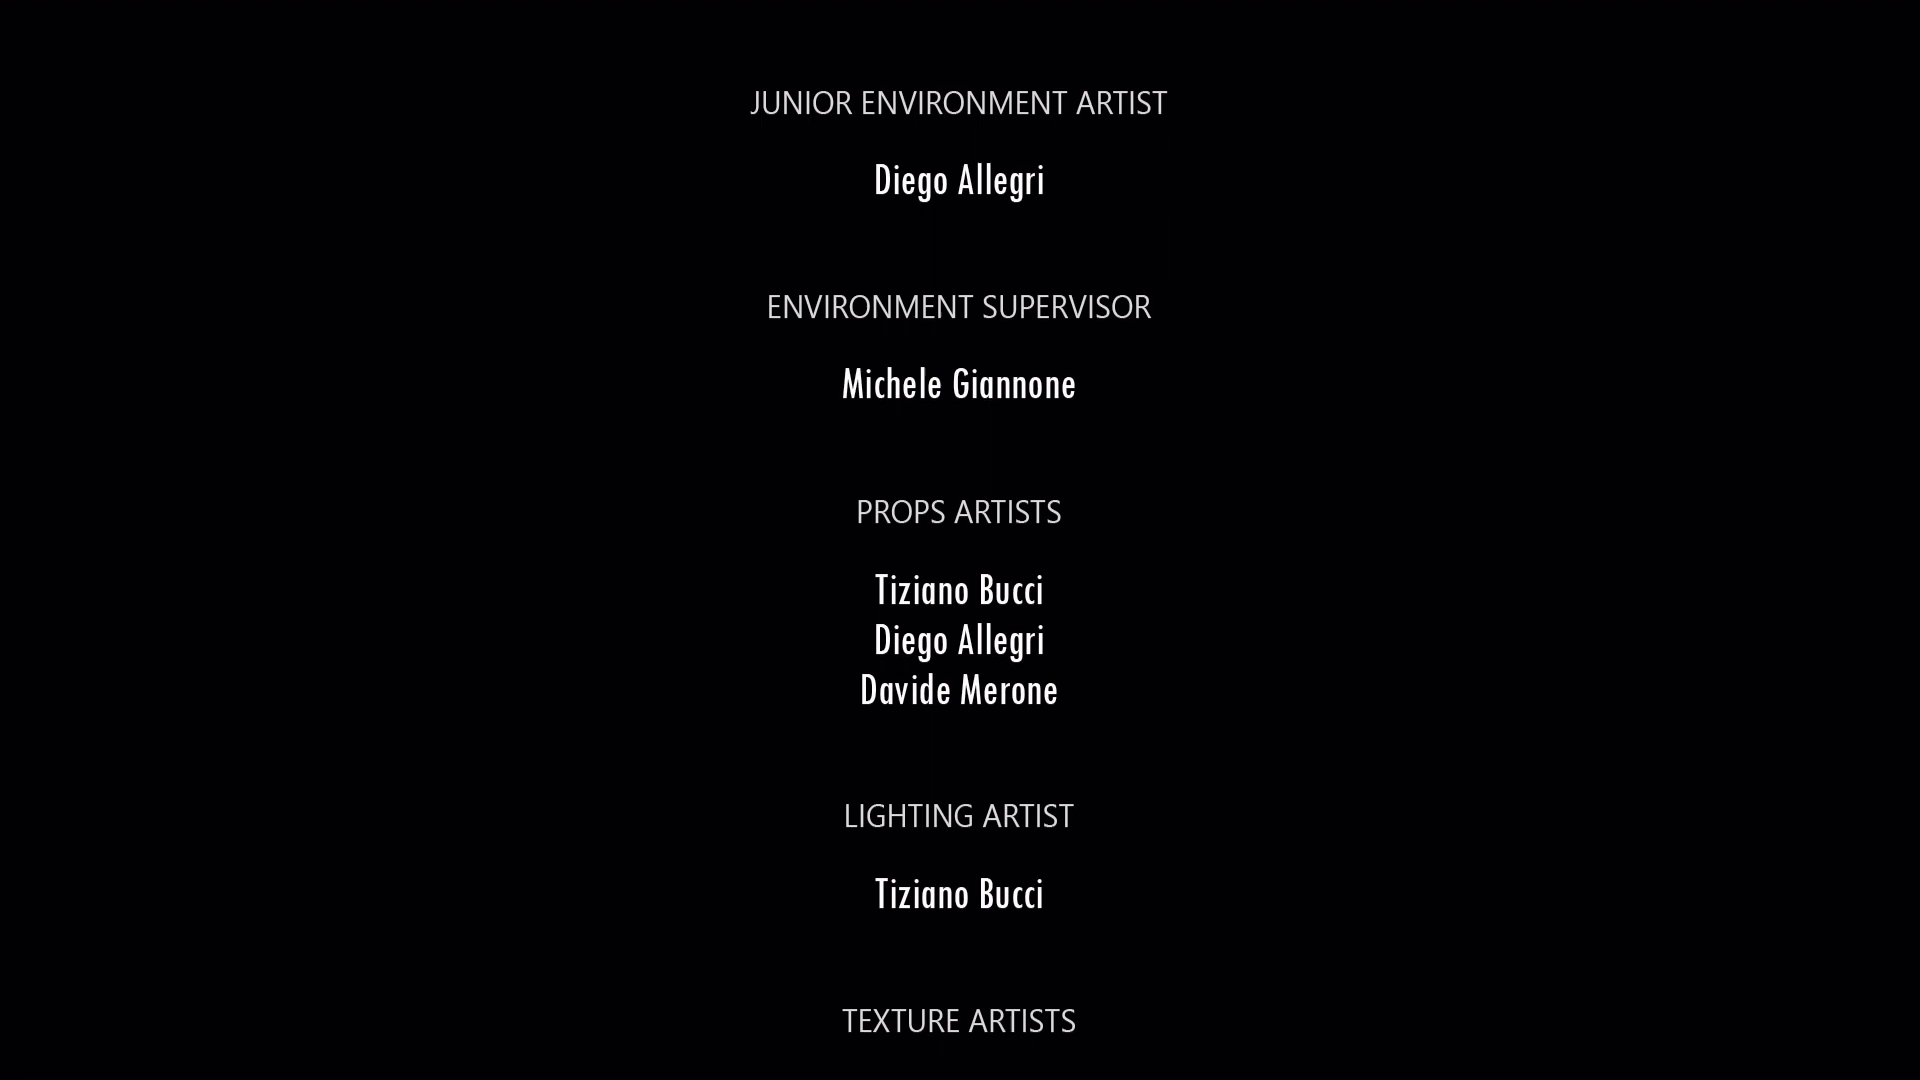 JUNIOR ENVIRONMENT ARTIST
Diego Allegri
ENVIRONMENT SUPERVISOR
Michele Giannone
PROPS ARTISTS
Tiziano Bucci
Diego Allegri
Davide Merone
LIGHTING ARTIST
Tiziano Bucci
TEXTURE ARTISTS